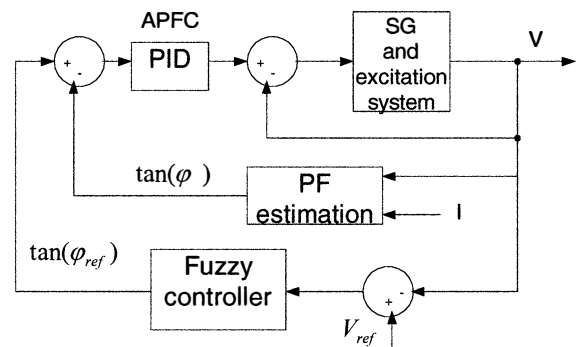 APFC
SG
and
excitation
system
V
+
-
PID
+
-
tan(φ )
PF
estimation
I
tan(φref)
Fuzzy
controller
-
+
Vref